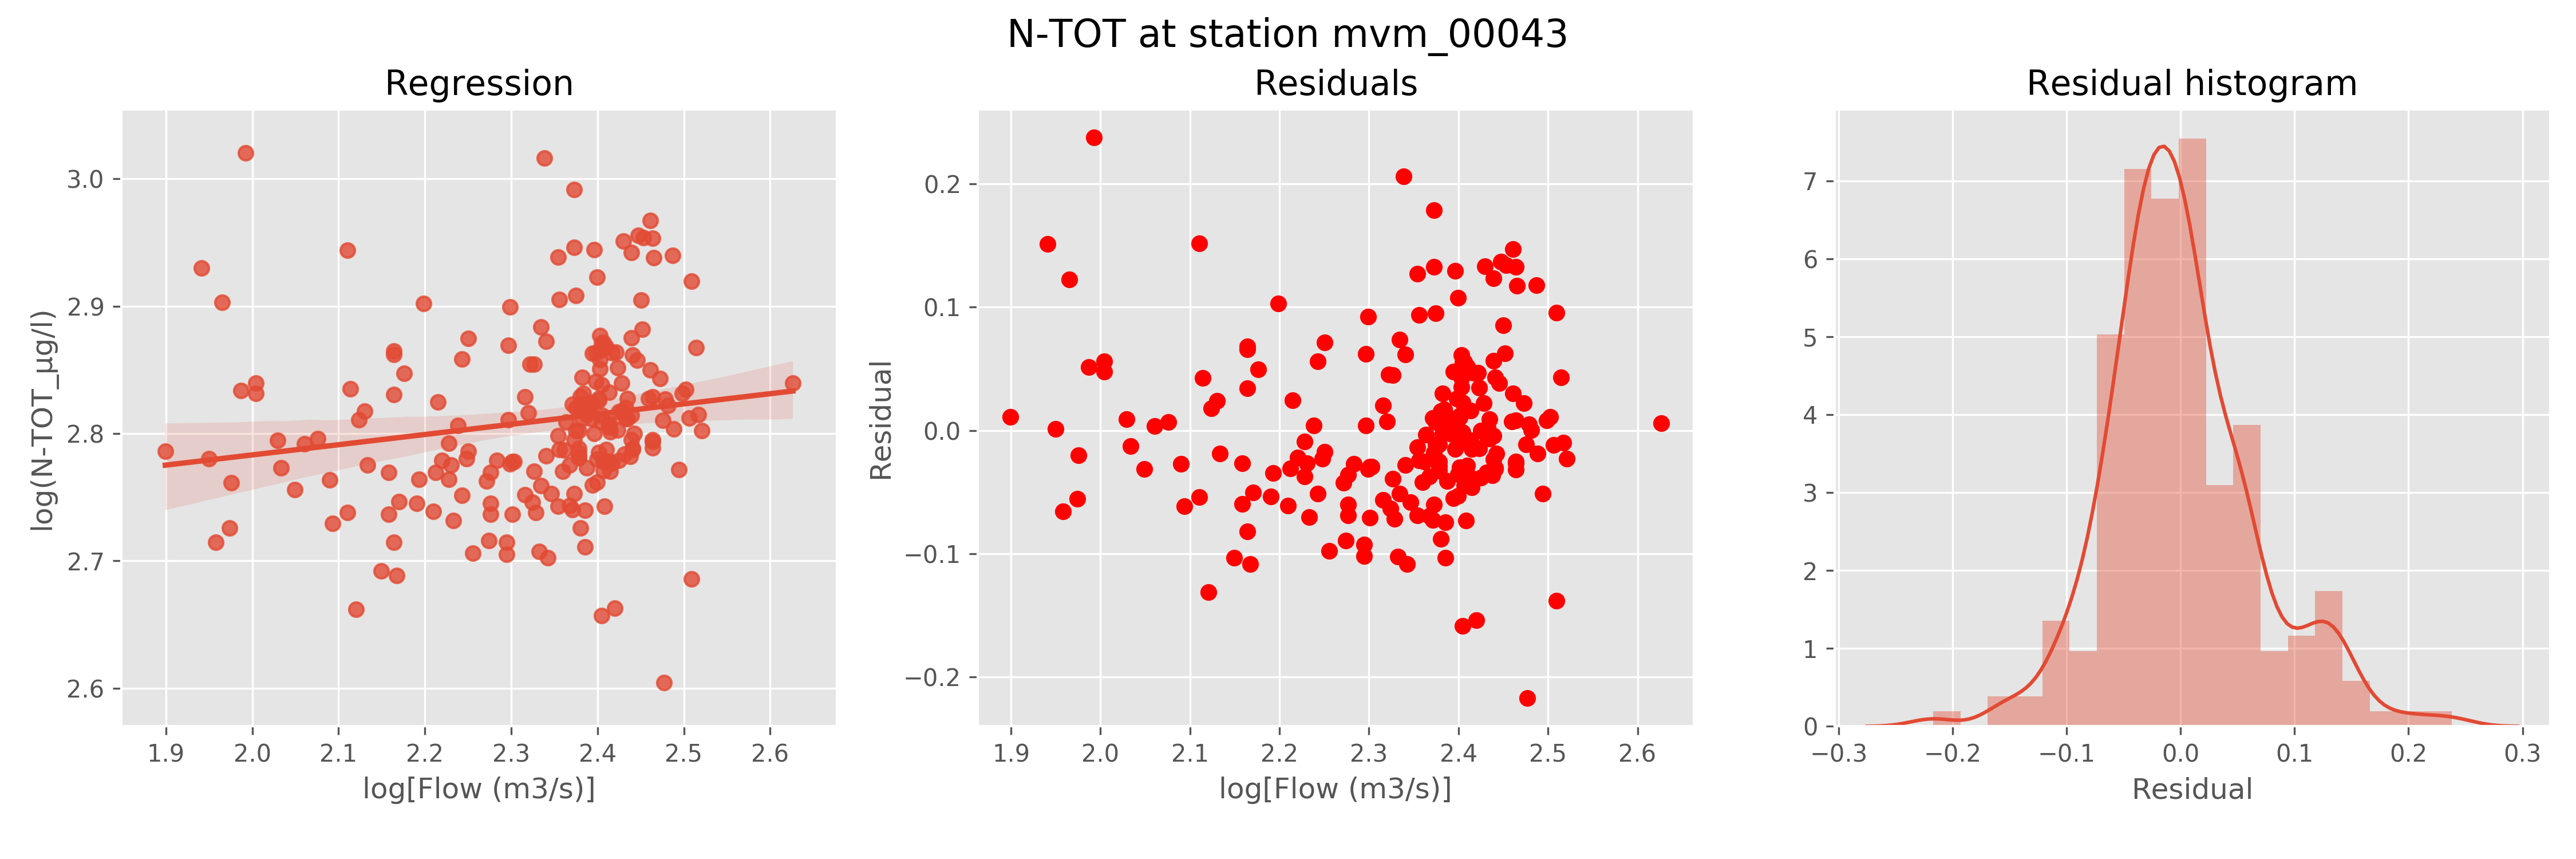 N-TOT at station mvm_00043
Regression
3.0
2.9
2.8
2.7
2.6
log(N-TOT_µg/l)
1.9 2.0 2.1 2.2 2.3 2.4 2.5 2.6
log[Flow (m3/s)]
Residuals
0.2
0.1
0.0
−0.1
−0.2
Residual
1.9 2.0 2.1 2.2 2.3 2.4 2.5 2.6
log[Flow (m3/s)]
Residual histogram
7
6
5
4
3
2
1
0
−0.3 −0.2 −0.1 0.0 0.1 0.2 0.3
Residual